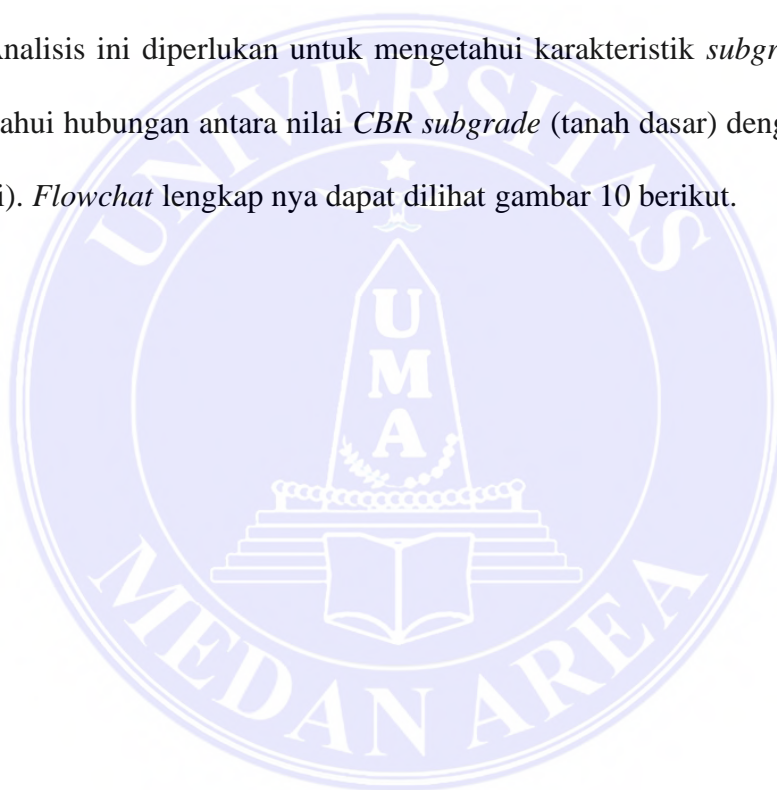 Analisis ini diperlukan untuk mengetahui karakteristik subgr
ahui hubungan antara nilai CBR subgrade (tanah dasar) deng
i). Flowchat lengkap nya dapat dilihat gambar 10 berikut.
UNIVERSITAS
UMA
MEDAN AREA